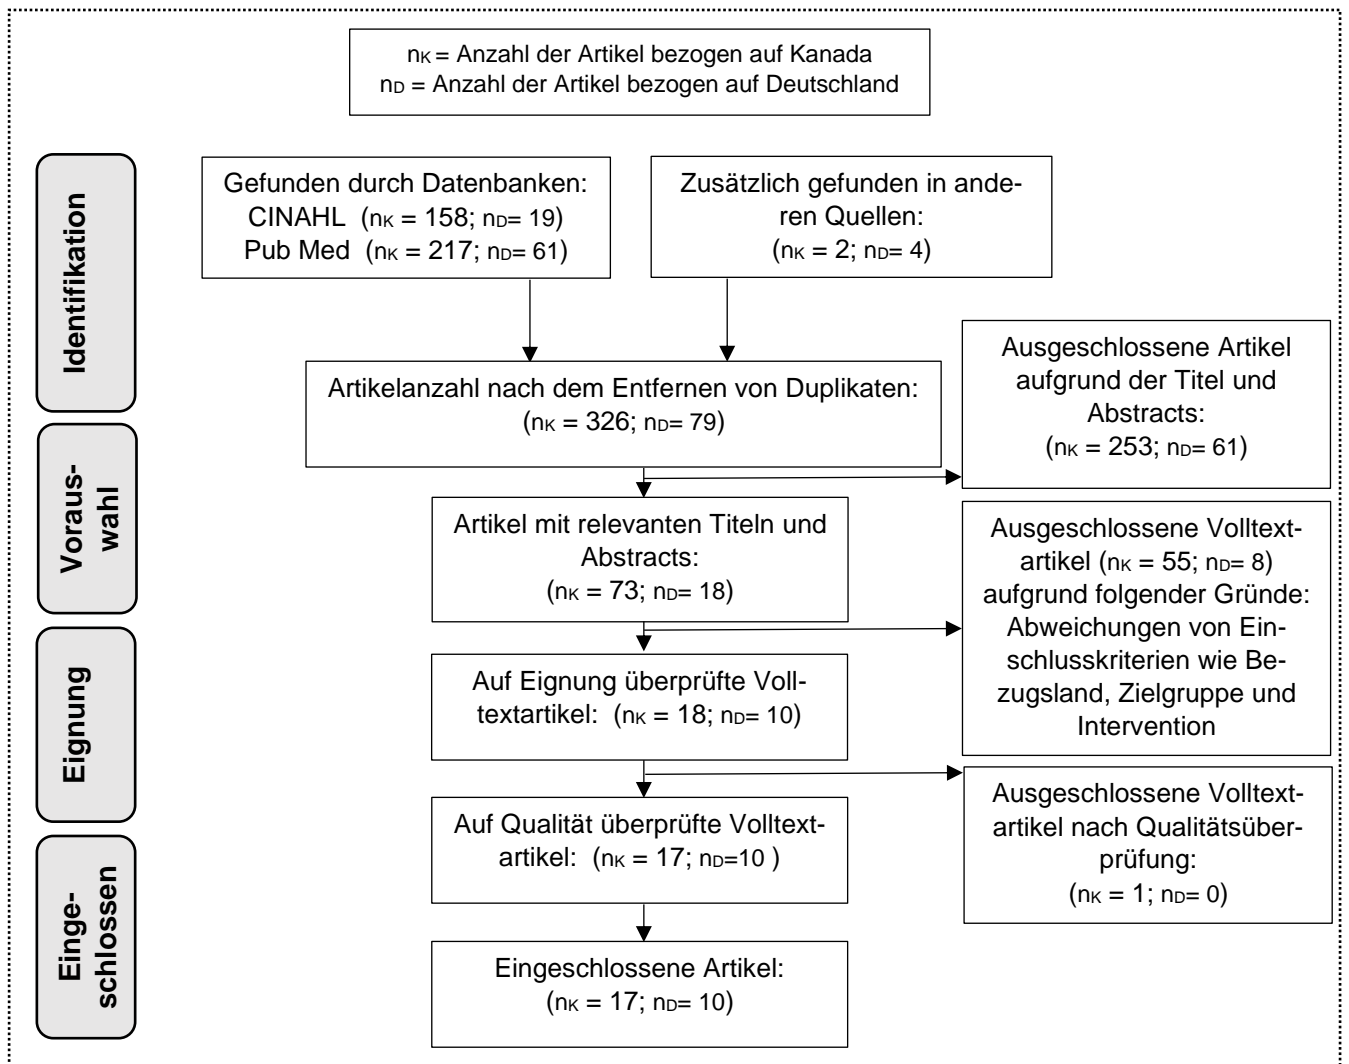 nK = Anzahl der Artikel bezogen auf Kanada
nD = Anzahl der Artikel bezogen auf Deutschland
Identifikation
Gefunden durch Datenbanken:
CINAHL (nK = 158; nD= 19)
Pub Med (nK = 217; nD= 61)
Zusätzlich gefunden in ande-
ren Quellen:
(nK = 2; nD= 4)
Artikelanzahl nach dem Entfernen von Duplikaten:
(nK = 326; nD= 79)
Ausgeschlossene Artikel
aufgrund der Titel und
Abstracts:
(nK = 253; nD= 61)
Voraus-
wahl
Artikel mit relevanten Titeln und
Abstracts:
(nK = 73; nD= 18)
Ausgeschlossene Volltext-
artikel (nK = 55; nD= 8)
aufgrund folgender Gründe:
Abweichungen von Ein-
schlusskriterien wie Be-
zugsland, Zielgruppe und
Intervention
Eignung
Auf Eignung überprüfte Voll-
textartikel: (nK = 18; nD= 10)
Auf Qualität überprüfte Volltext-
artikel: (nK = 17; nD=10 )
Ausgeschlossene Volltext-
artikel nach Qualitätsüber-
prüfung:
(nK = 1; nD= 0)
Einge-
schlossen
Eingeschlossene Artikel:
(nK = 17; nD= 10)